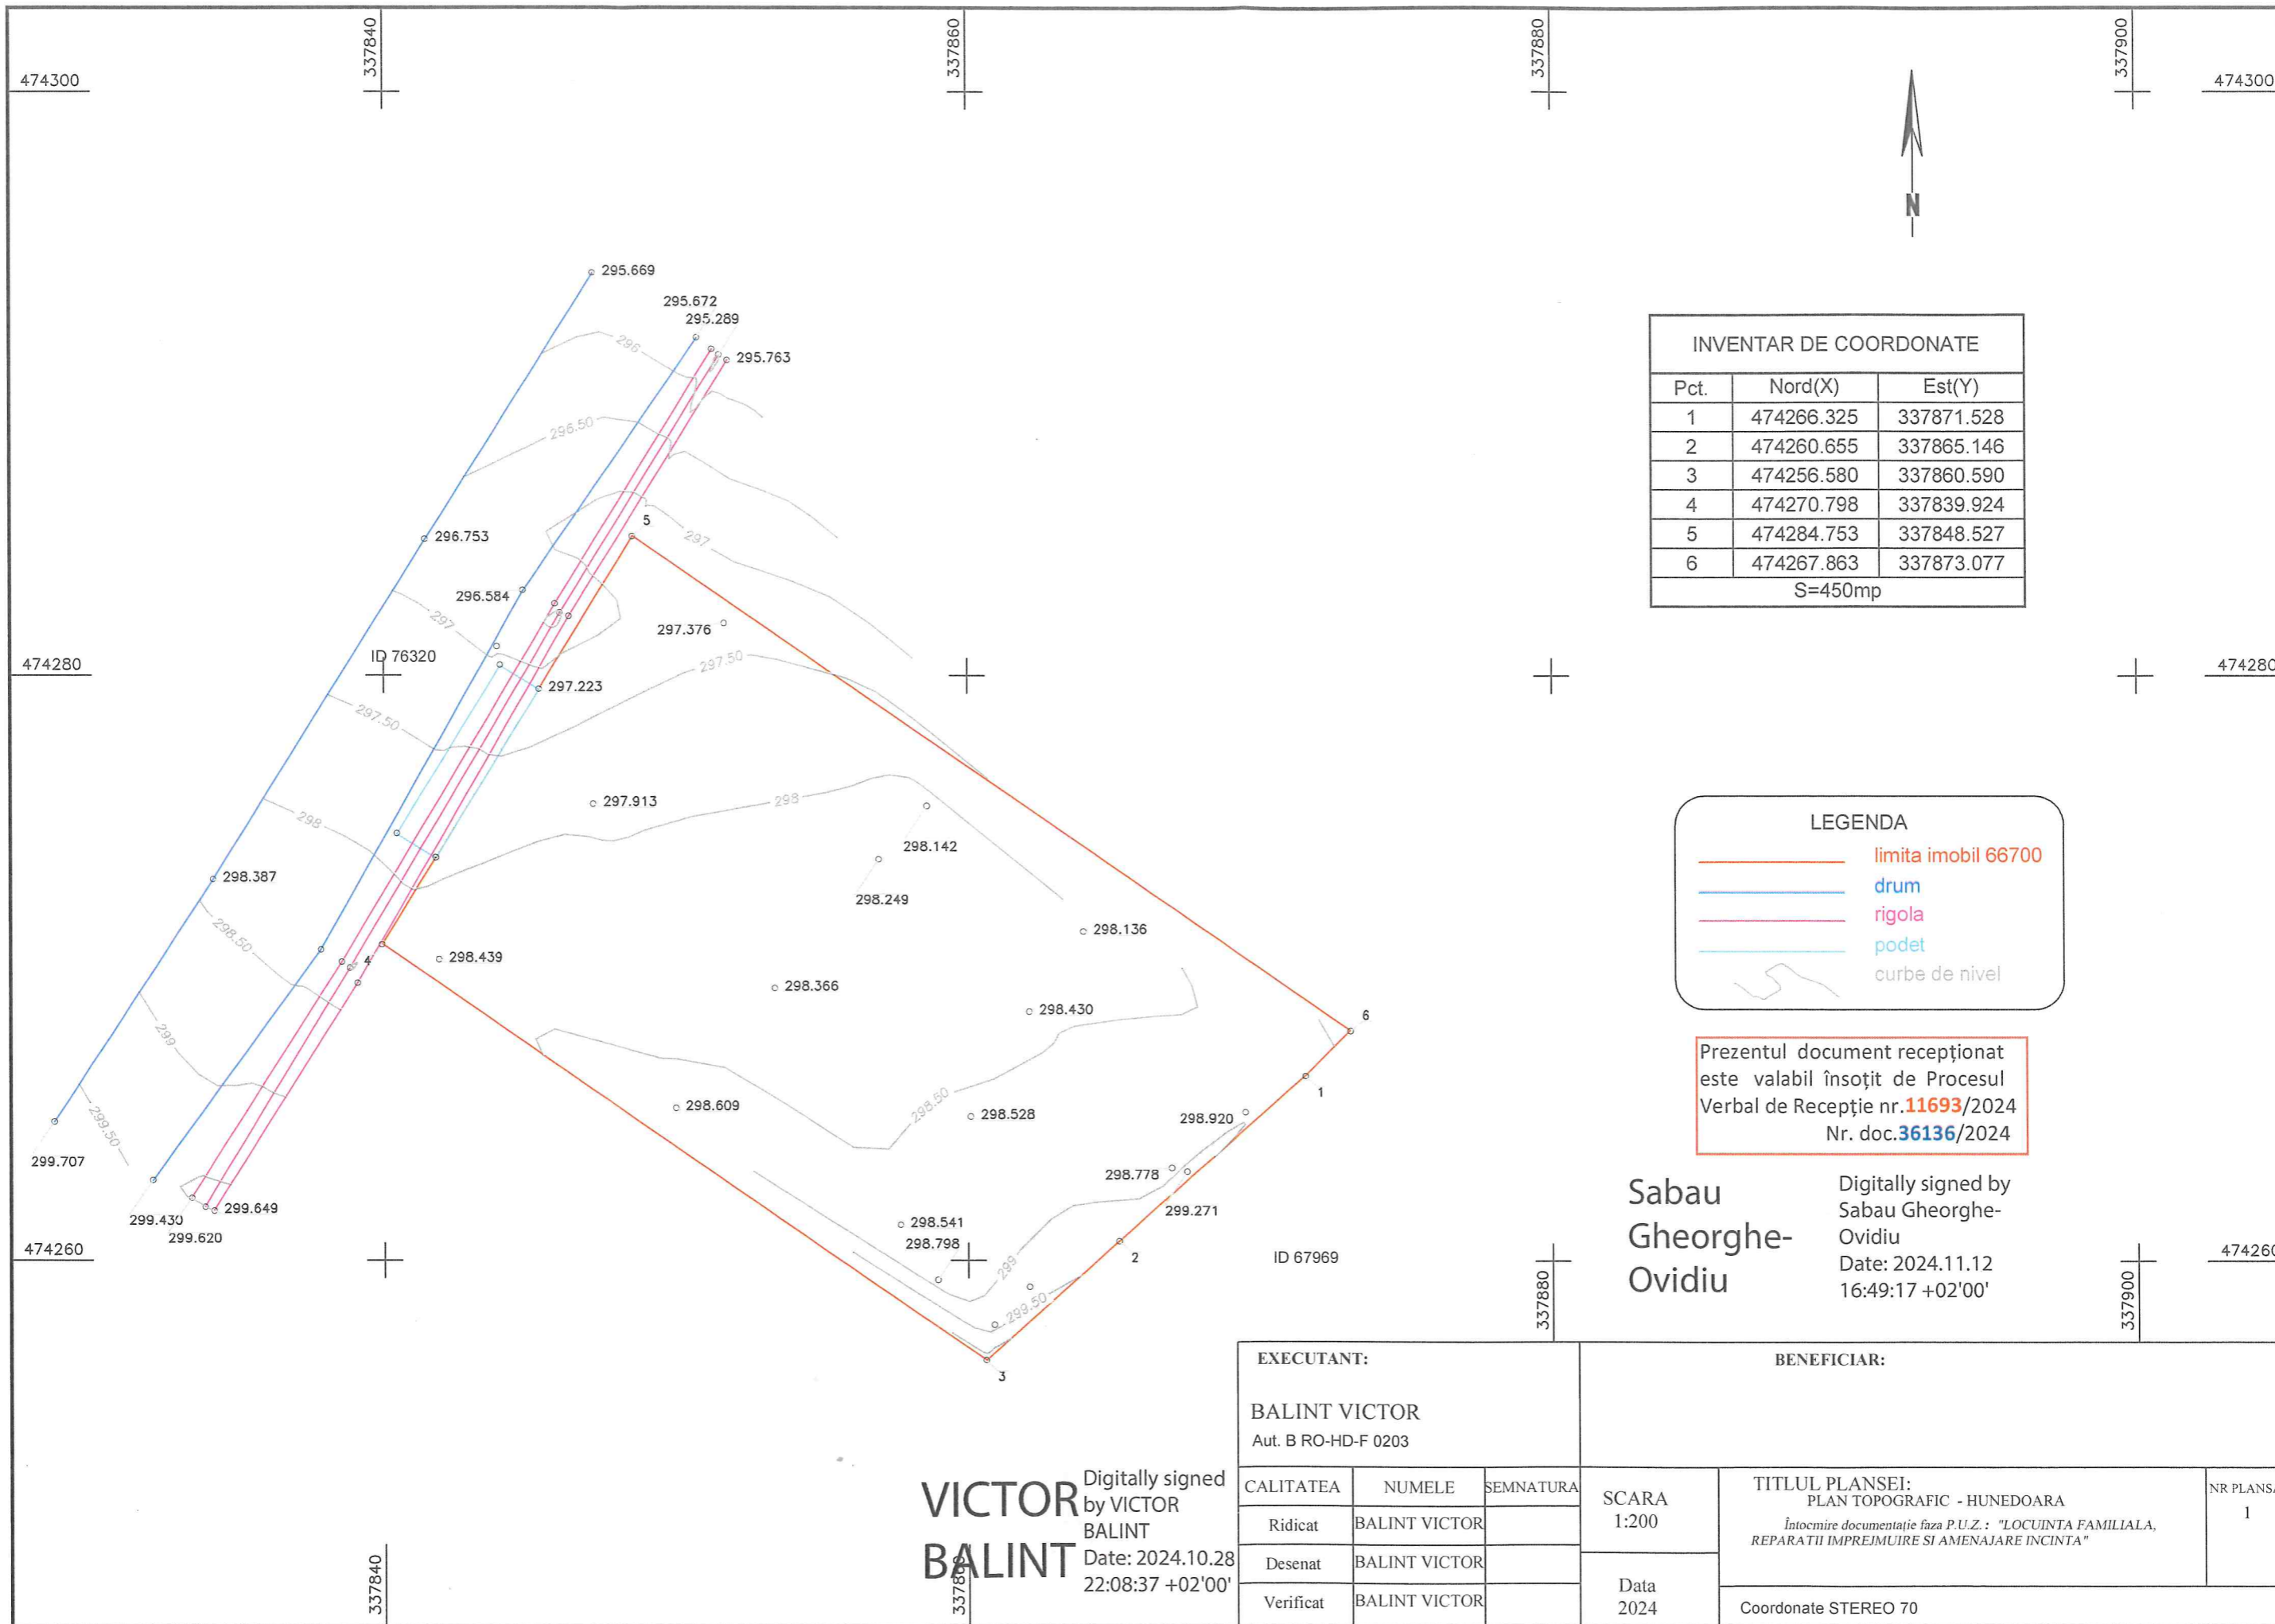 337840
337860
337880
337900
474300
474300
N
295.669
295.672
295.289
295.763
296
296.50
INVENTAR DE COORDONATE
Pct. Nord(X) Est(Y)
1 474266.325 337871.528
2 474260.655 337865.146
3 474256.580 337860.590
4 474270.798 337839.924
5 474284.753 337848.527
6 474267.863 337873.077
S=450mp
5
296.753
297
296.584
297.376
297
ID 76320
297.50
474280
474280
297.223
297.50
297.913
298
298
298.142
298.387
298.249
298.50
298.136
4
298.439
298.366
298.430
6
299
298.609
298.50
298.528
1
298.920
299.50
299.707
298.778
299.271
299.430
299.649
299.620
298.541
298.798
2
ID 67969
474260
474260
299
299.50
3
337880
337900
337840
337860
LEGENDA
limita imobil 66700
drum
rigola
podet
curbe de nivel
Prezentul document recepționat
este valabil însoțit de Procesul
Verbal de Recepție nr.11693/2024
Nr. doc.36136/2024
Sabau
Gheorghe-
Ovidiu
Digitally signed by
Sabau Gheorghe-
Ovidiu
Date: 2024.11.12
16:49:17 +02'00'
VICTOR
BALINT
Digitally signed
by VICTOR
BALINT
Date: 2024.10.28
22:08:37 +02'00'
EXECUTANT:
BALINT VICTOR
Aut. B RO-HD-F 0203
BENEFICIAR:
CALITATEA NUMELE SEMNATURA
Ridicat BALINT VICTOR
Desenat BALINT VICTOR
Verificat BALINT VICTOR
SCARA
1:200
Data
2024
TITLUL PLANSEI:
PLAN TOPOGRAFIC - HUNEDOARA
Întocmire documentație faza P.U.Z. : "LOCUINTA FAMILIALA,
REPARATII IMPREJMUIRE SI AMENAJARE INCINTA"
Coordonate STEREO 70
NR PLANSA
1